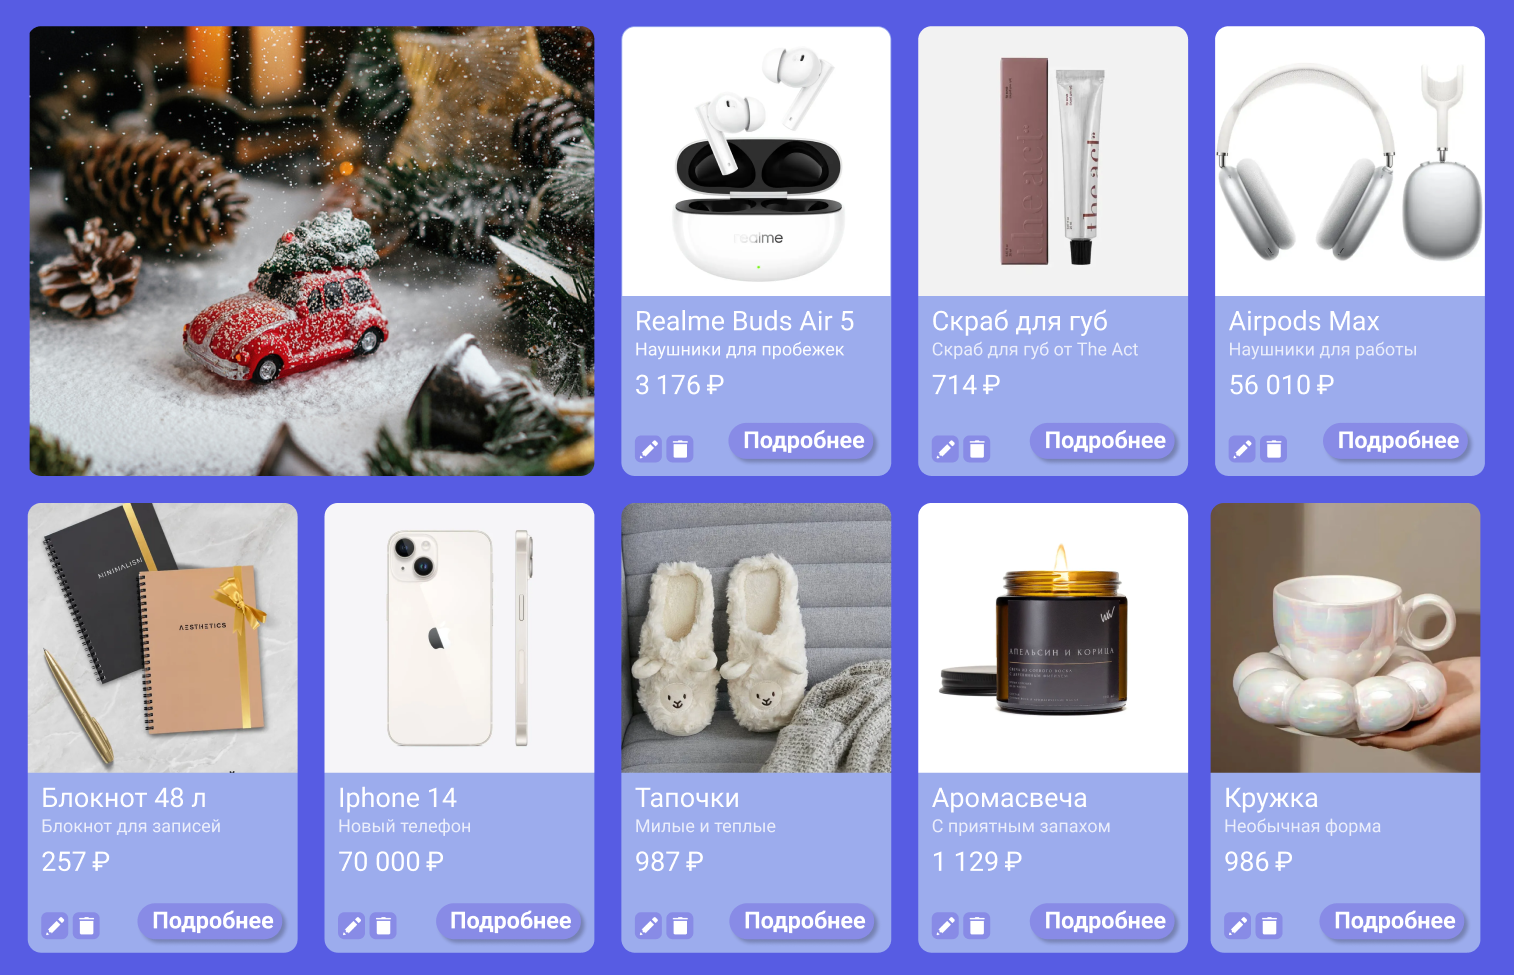 realme
Realme Buds Air 5
Наушники для пробежек
3 176 ₽
Подробнее
theact"
the act"
Скраб для губ
Скраб для губ от The Act
714 ₽
Подробнее
Airpods Max
Наушники для работы
56 010 ₽
Подробнее
MINIMALISM
AESTHETICS
Блокнот 48 л
Блокнот для записей
257 ₽
Подробнее
Iphone 14
Новый телефон
70 000 ₽
Подробнее
Тапочки
Милые и теплые
987 ₽
Подробнее
АПЕЛЬСИН И КОРИЦА
Аромасвеча
С приятным запахом
1 129 ₽
Подробнее
Кружка
Необычная форма
986 ₽
Подробнее